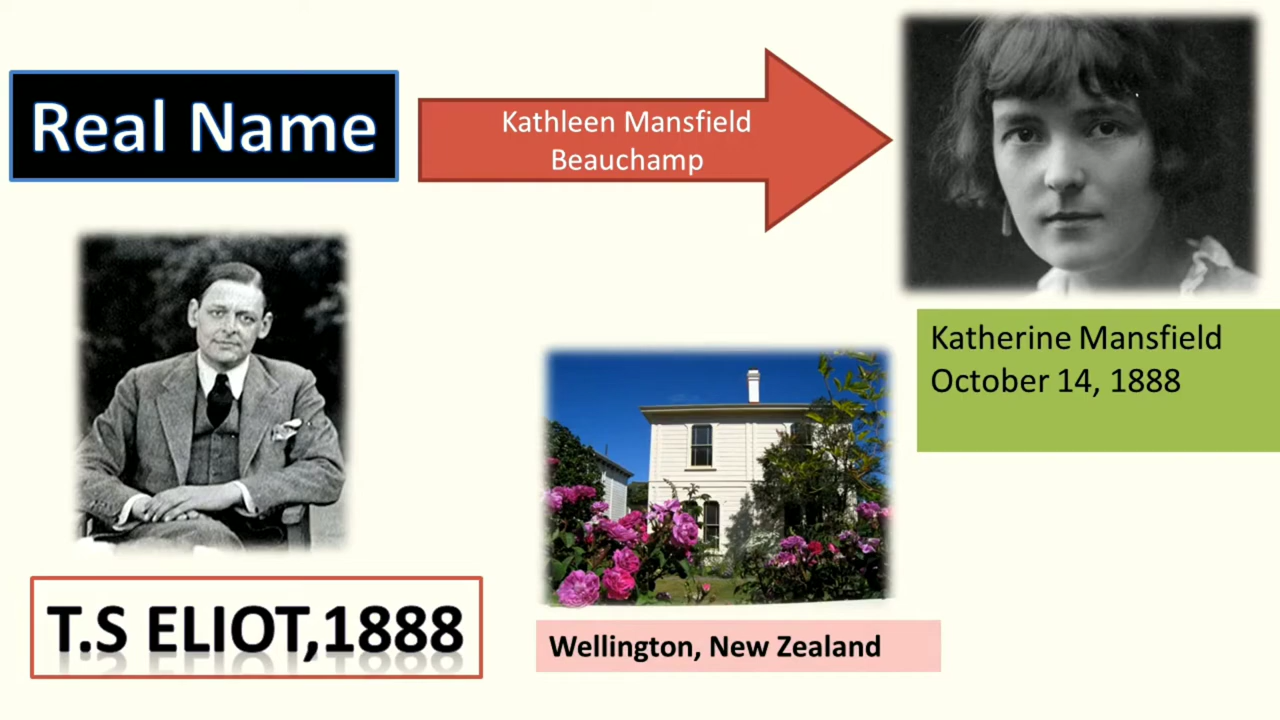 Real Name
Kathleen Mansfield
Beauchamp
Katherine Mansfield
October 14, 1888
T.S ELIOT,1888
Wellington, New Zealand